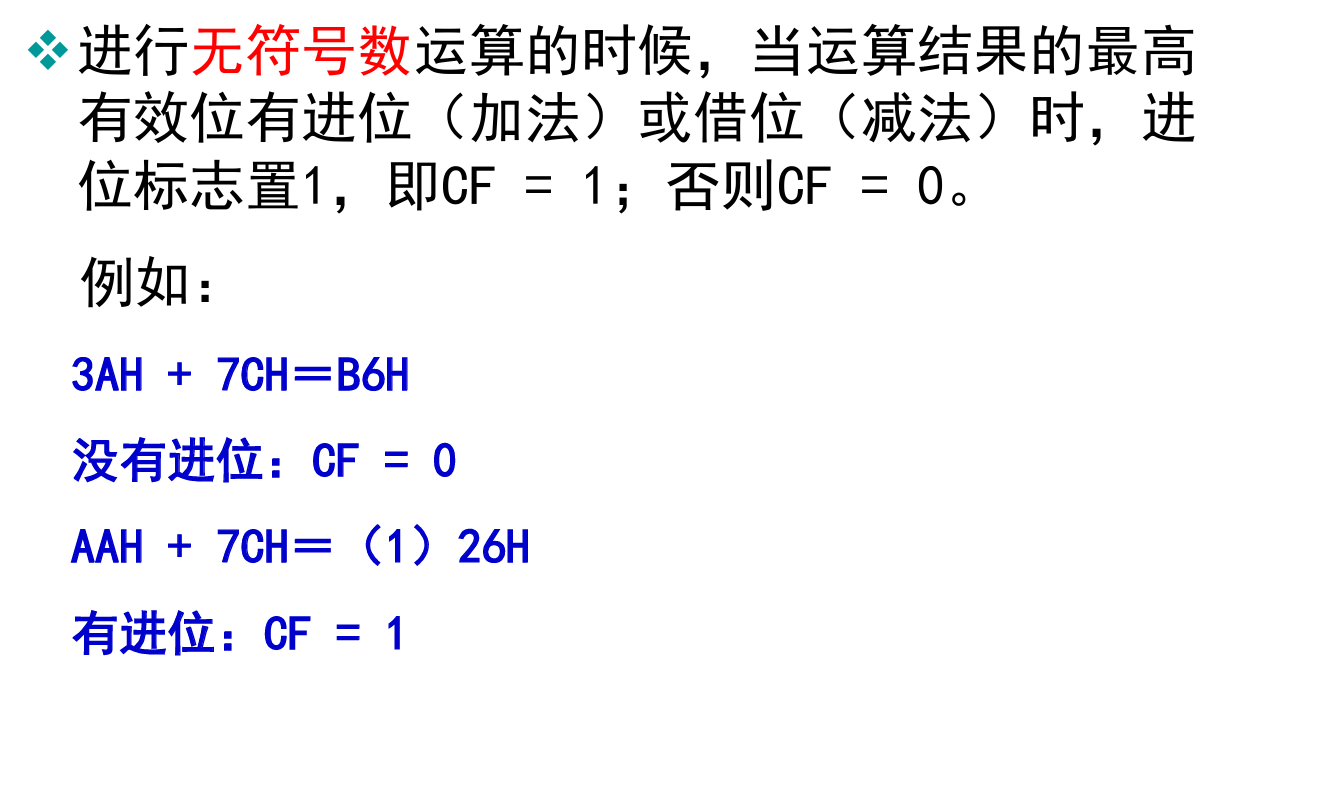 ❖进行无符号数运算的时候，当运算结果的最高
有效位有进位（加法）或借位（减法）时，进
位标志置1，即CF = 1；否则CF = 0。
例如：
3AH + 7CH＝B6H
没有进位：CF = 0
AAH + 7CH＝（1）26H
有进位：CF = 1